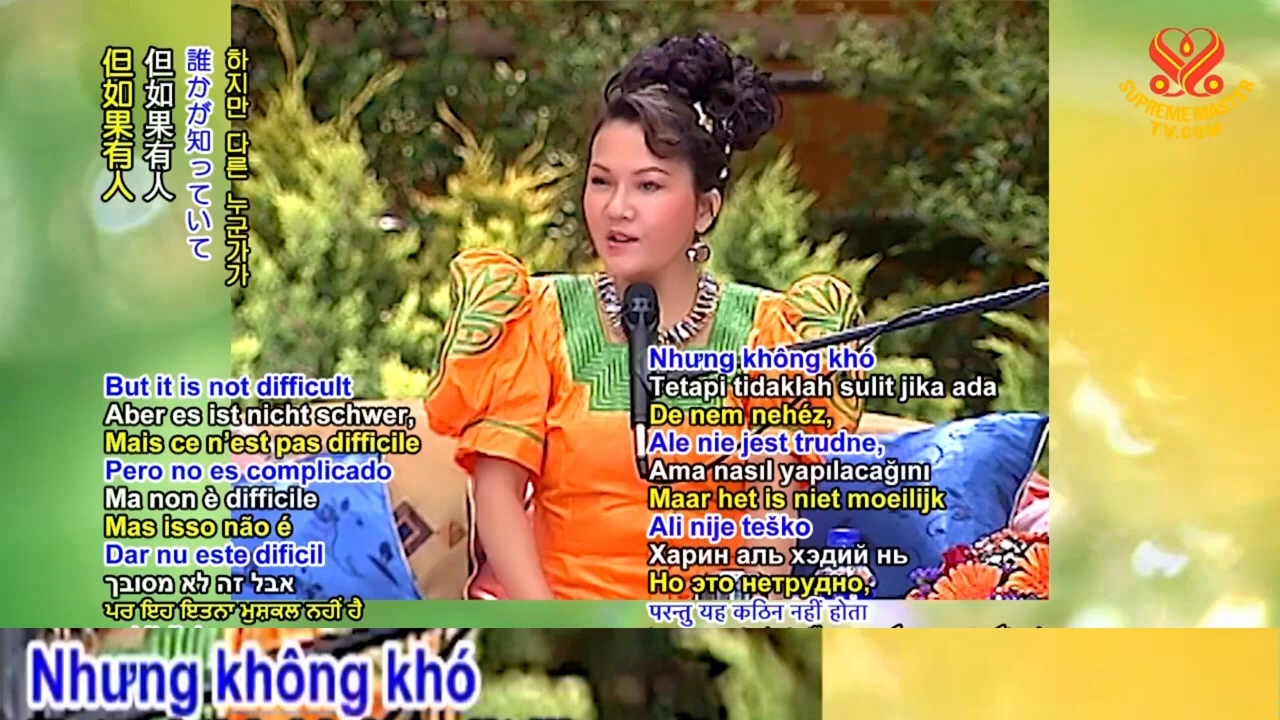 但如果有人
但如果有人
誰かが知っていて
하지만 다른 누군가가
SUPREME MASTER
TV.COM
But it is not difficult
Aber es ist nicht schwer,
Mais ce n'est pas difficile
Pero no es complicado
Ma non è difficile
Mas isso não é
Dar nu este dificil
אבל זה לא מסובך
ਪਰ ਇਹ ਇਤਨਾ ਮੁਸ਼ਕਲ ਨਹੀਂ ਹੈ
Nhưng không khó
Tetapi tidaklah sulit jika ada
De nem nehéz,
Ale nie jest trudne,
Ama nasıl yapılacağını
Maar het is niet moeilijk
Ali nije teško
Харин аль хэдий нь
Но это нетрудно,
परन्तु यह कठिन नहीं होता
Nhưng không khó